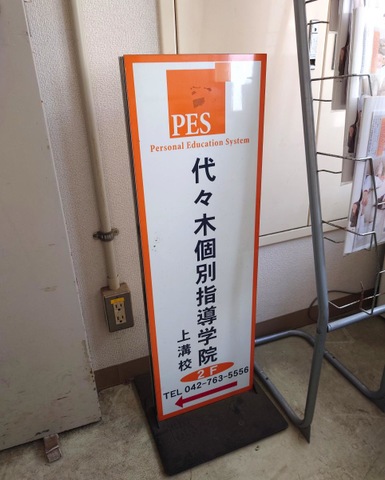 PES
Personal Education System
代々木個別指導学院
上溝校
2F
TEL 042-763-5556